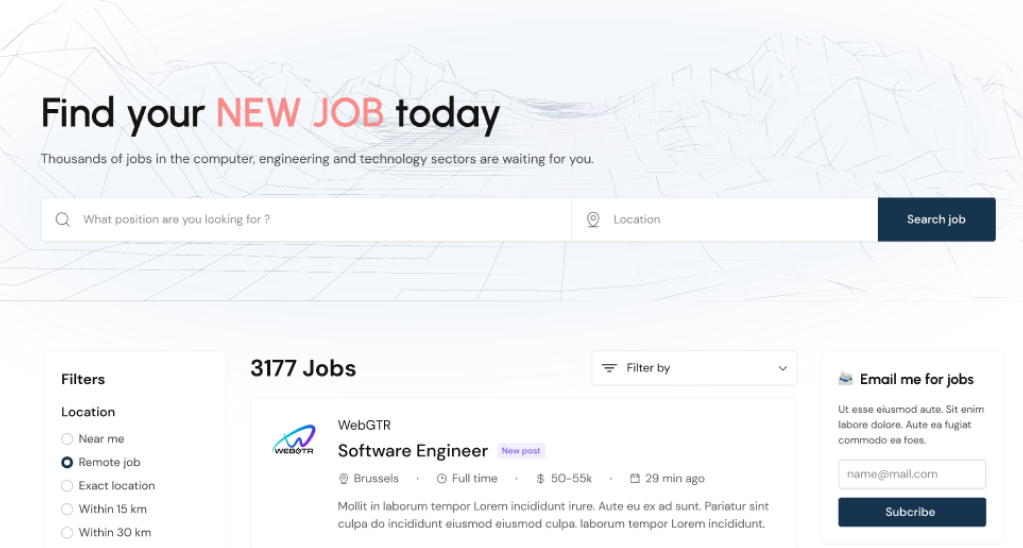 Find your NEW JOB today
Thousands of jobs in the computer, engineering and technology sectors are waiting for you.
What position are you looking for ?
Location
Search job
Filters
Location
Near me
Remote job
Exact location
Within 15 km
Within 30 km
3177 Jobs
Filter by
WEBGTR
WebGTR
Software Engineer New post
Brussels · Full time · $ 50-55k · 29 min ago
Mollit in laborum tempor Lorem incididunt irure. Aute eu ex ad sunt. Pariatur sint
culpa do incididunt eiusmod eiusmod culpa. laborum tempor Lorem incididunt.
Email me for jobs
Ut esse eiusmod aute. Sit enim
labore dolore. Aute ea fugiat
commodo ea foes.
name@mail.com
Subcribe